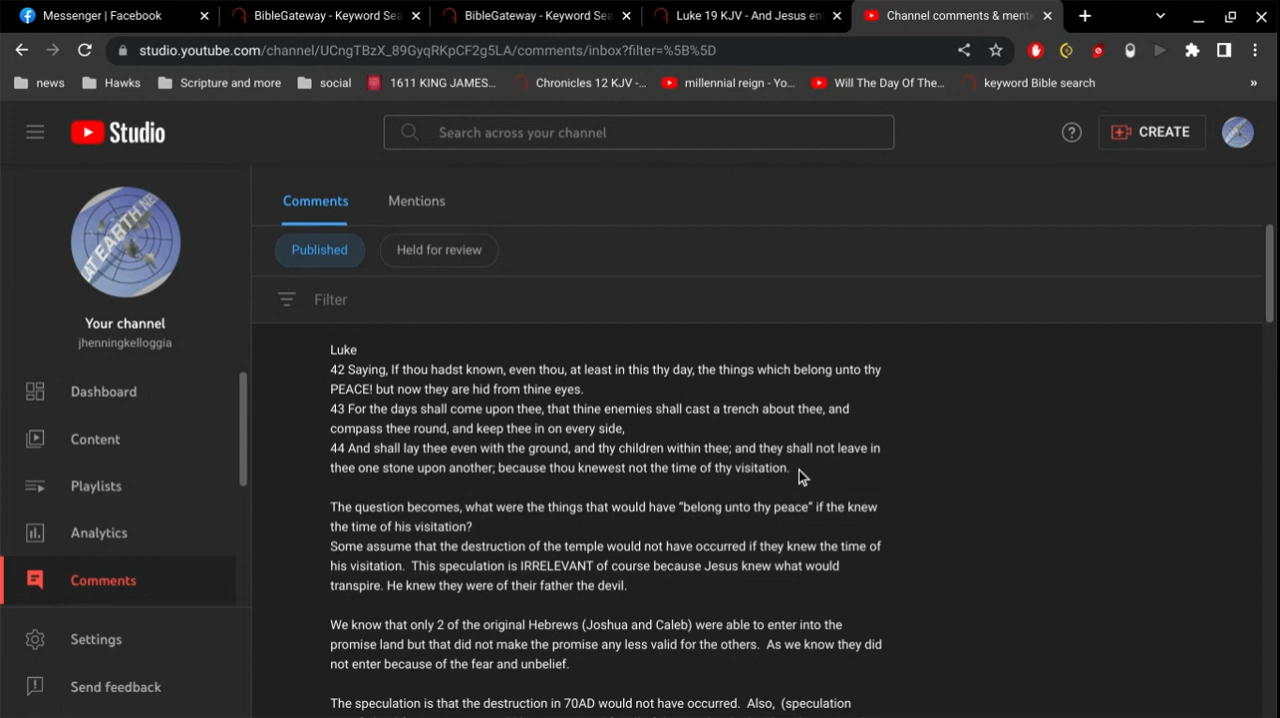 Messenger | Facebook
BibleGateway - Keyword Sea
BibleGateway - Keyword Sea
Luke 19 KJV - And Jesus en
Channel comments & menti
studio.youtube.com/channel/UCngTBzX_89GyqRKpCF2g5LA/comments/inbox?filter=%5B%5D
news
Hawks
Scripture and more
social
1611 KING JAMES...
Chronicles 12 KJV -...
millennial reign - Yo...
Will The Day Of The...
keyword Bible search
»
Studio
Search across your channel
CREATE
AT EARTH NE
Your channel
jhenningkelloggia
Dashboard
Content
Playlists
Analytics
Comments
Settings
Send feedback
Comments
Mentions
Published
Held for review
Filter
Luke
42 Saying, If thou hadst known, even thou, at least in this thy day, the things which belong unto thy
PEACE! but now they are hid from thine eyes.
43 For the days shall come upon thee, that thine enemies shall cast a trench about thee, and
compass thee round, and keep thee in on every side,
44 And shall lay thee even with the ground, and thy children within thee; and they shall not leave in
thee one stone upon another; because thou knewest not the time of thy visitation.
The question becomes, what were the things that would have “belong unto thy peace” if the knew
the time of his visitation?
Some assume that the destruction of the temple would not have occurred if they knew the time of
his visitation.  This speculation is IRRELEVANT of course because Jesus knew what would
transpire. He knew they were of their father the devil.
We know that only 2 of the original Hebrews (Joshua and Caleb) were able to enter into the
promise land but that did not make the promise any less valid for the others.  As we know they did
not enter because of the fear and unbelief.
The speculation is that the destruction in 70AD would not have occurred.  Also,  (speculation